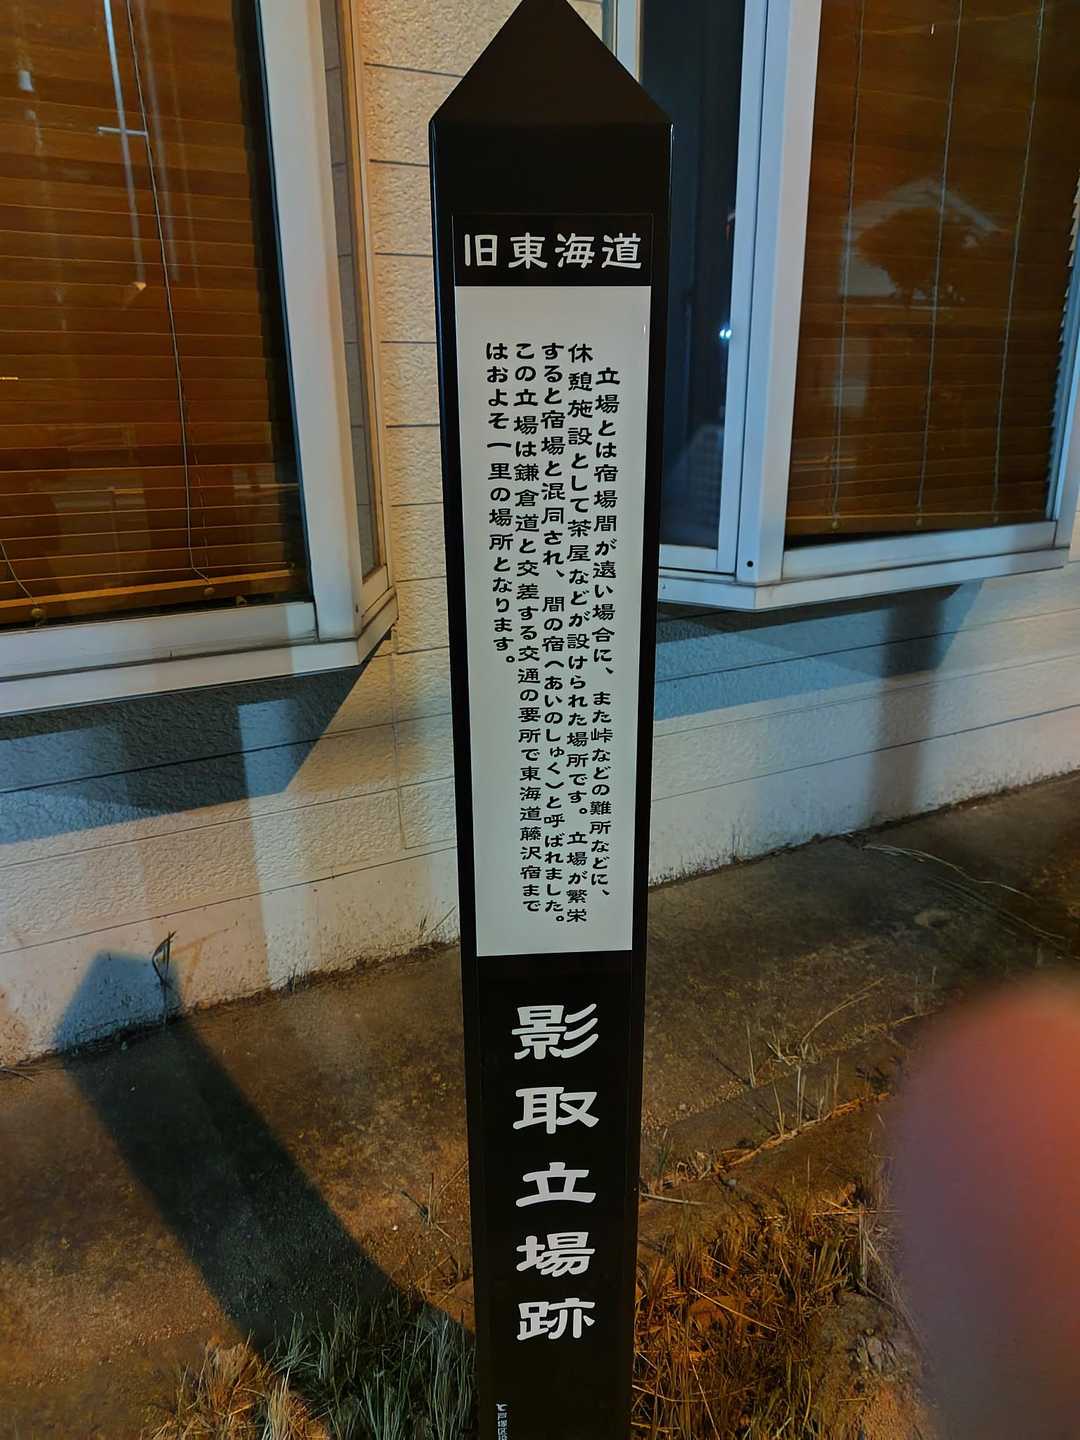 旧東海道
立場とは宿場間が遠い場合に、また峠などの難所などに、
休憩施設として茶屋などが設けられた場所です。立場が繁栄
すると宿場と混同され、間の宿(あいのしゅく)と呼ばれました。
この立場は鎌倉道と交差する交通の要所で東海道藤沢宿まで
はおよそ一里の場所となります。
影取立場跡